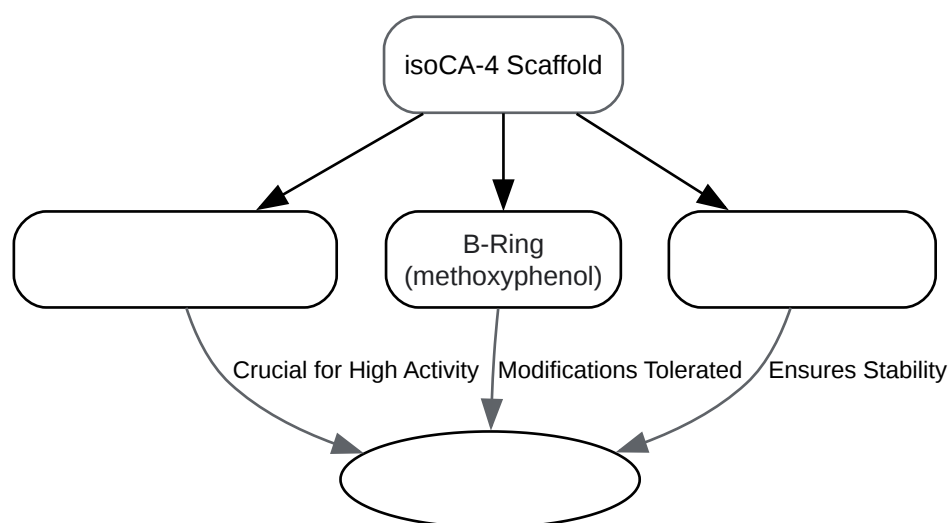 isoCA-4 Scaffold
B-Ring
(methoxyphenol)
Crucial for High Activity
Modifications Tolerated
Ensures Stability